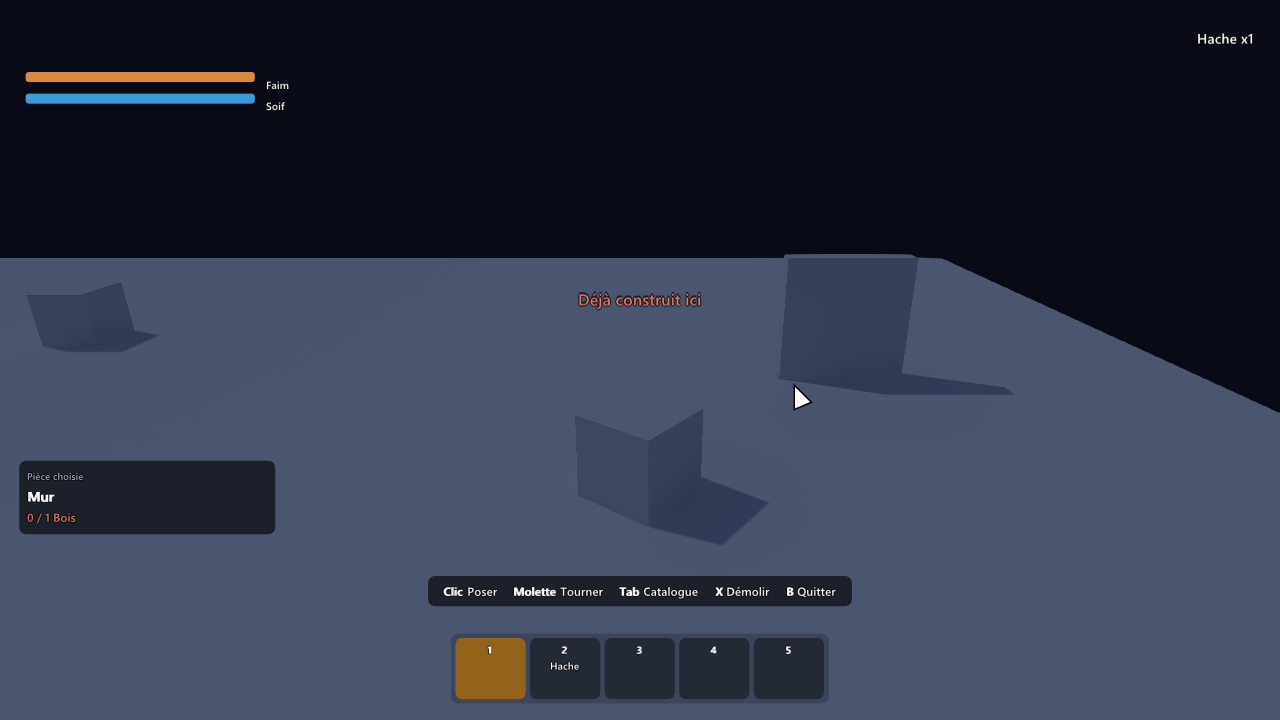 Hache x1
Faim
Soif
Déjà construit ici
Pièce choisie
Mur
0 / 1 Bois
Clic Poser Molette Tourner Tab Catalogue X Démolir B Quitter
1 2 3 4 5
Hache